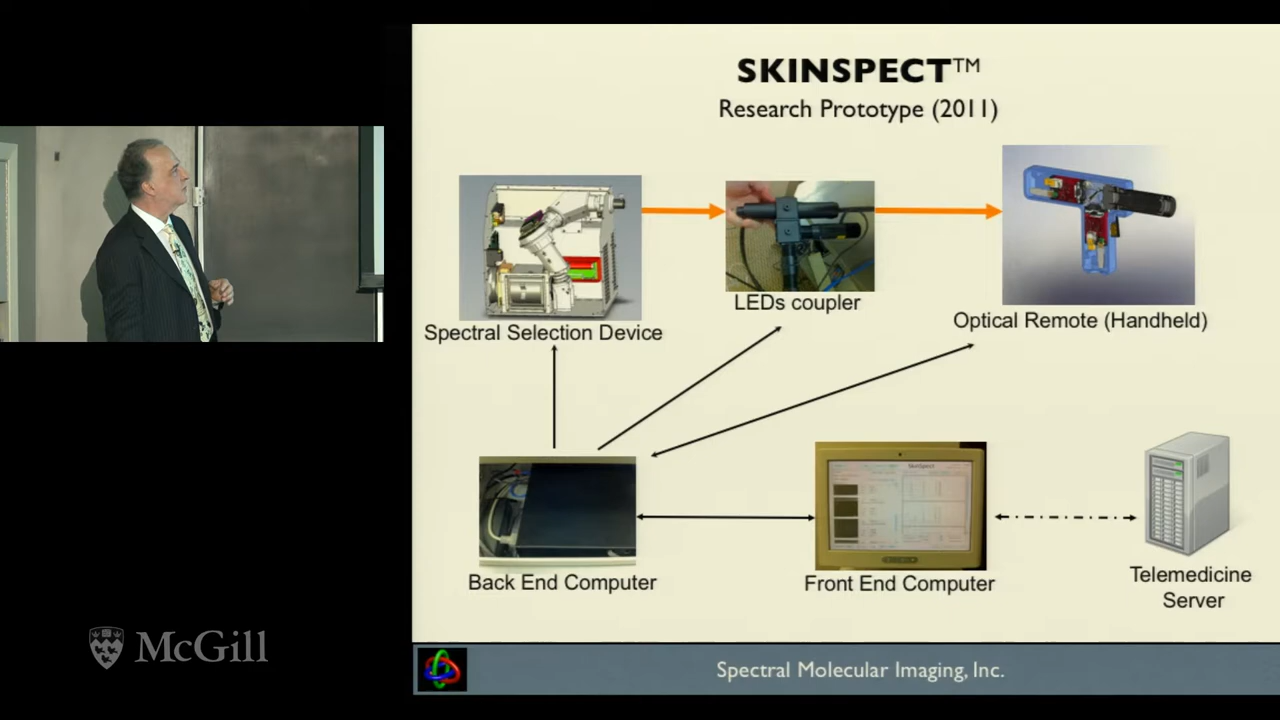 SKINSPECT™
Research Prototype (2011)
Spectral Selection Device
LEDs coupler
Optical Remote (Handheld)
SkinSpect
Back End Computer
Front End Computer
Telemedicine
Server
McGill
Spectral Molecular Imaging, Inc.